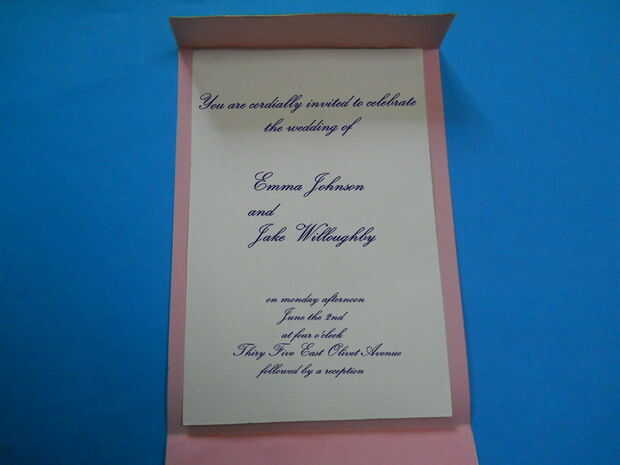 You are cordially invited to celebrate
the wedding of
Emma Johnson
and
Jake Willoughby
on monday afternoon
June the 2nd
at four o'clock
Thiry Five East Olivet Avenue
followed by a reception